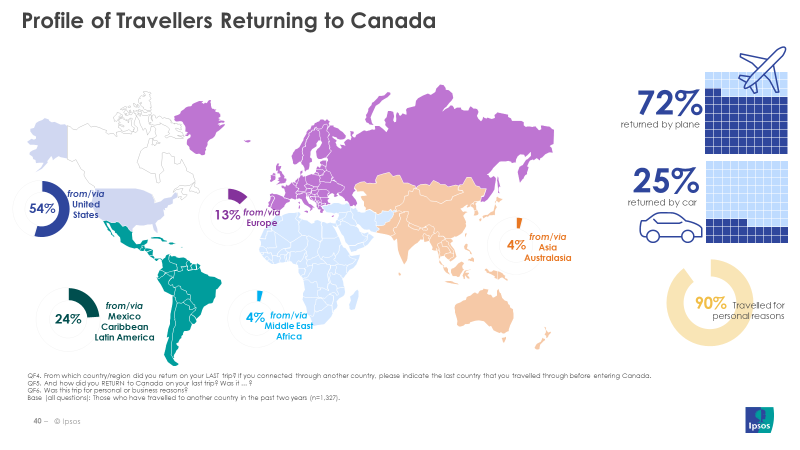 Profile of Travellers Returning to Canada
72%
returned by plane
25%
returned by car
54%
from/via
United
States
13%
from/via
Europe
4%
from/via
Asia
Australasia
24%
from/via
Mexico
Caribbean
Latin America
4%
from/via
Middle East
Africa
90% Travelled for
personal reasons
QF4. From which country/region did you return on your LAST trip? If you connected through another country, please indicate the last country that you travelled through before entering Canada.
QF5. And how did you RETURN to Canada on your last trip? Was it … ?
QF6. Was this trip for personal or business reasons?
Base (all questions): Those who have travelled to another country in the past two years (n=1,327).
40 – © Ipsos
Ipsos